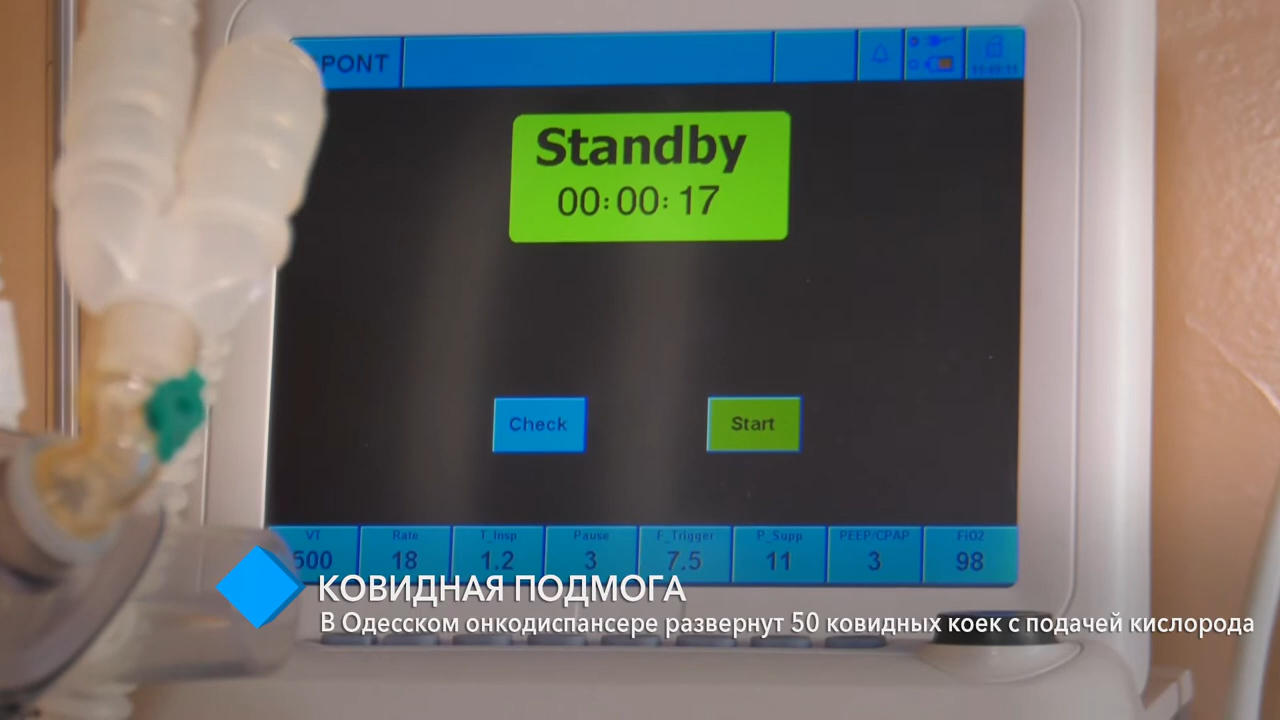 PONT
Standby
00:00:17
Check
Start
VT Rate T_Insp Pause F_Trigger P_Supp PEEP/CPAP FiO2
500 18 1.2 3 7.5 11 3 98
КОВИДНАЯ ПОДМОГА
В Одесском онкодиспансере развернут 50 ковидных коек с подачей кислорода